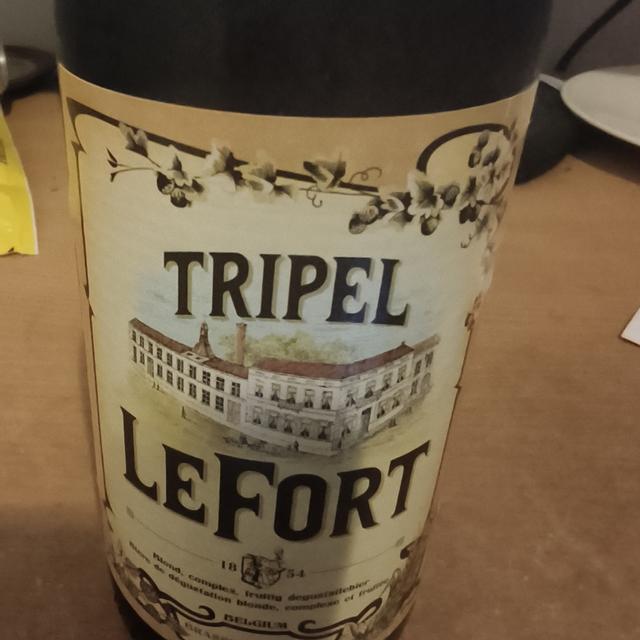 TRIPEL
LEFORT
18 54
Blond, complex, fruitig degustatiebier
Bière de dégustation blonde, complexe et fruitée
BELGIUM